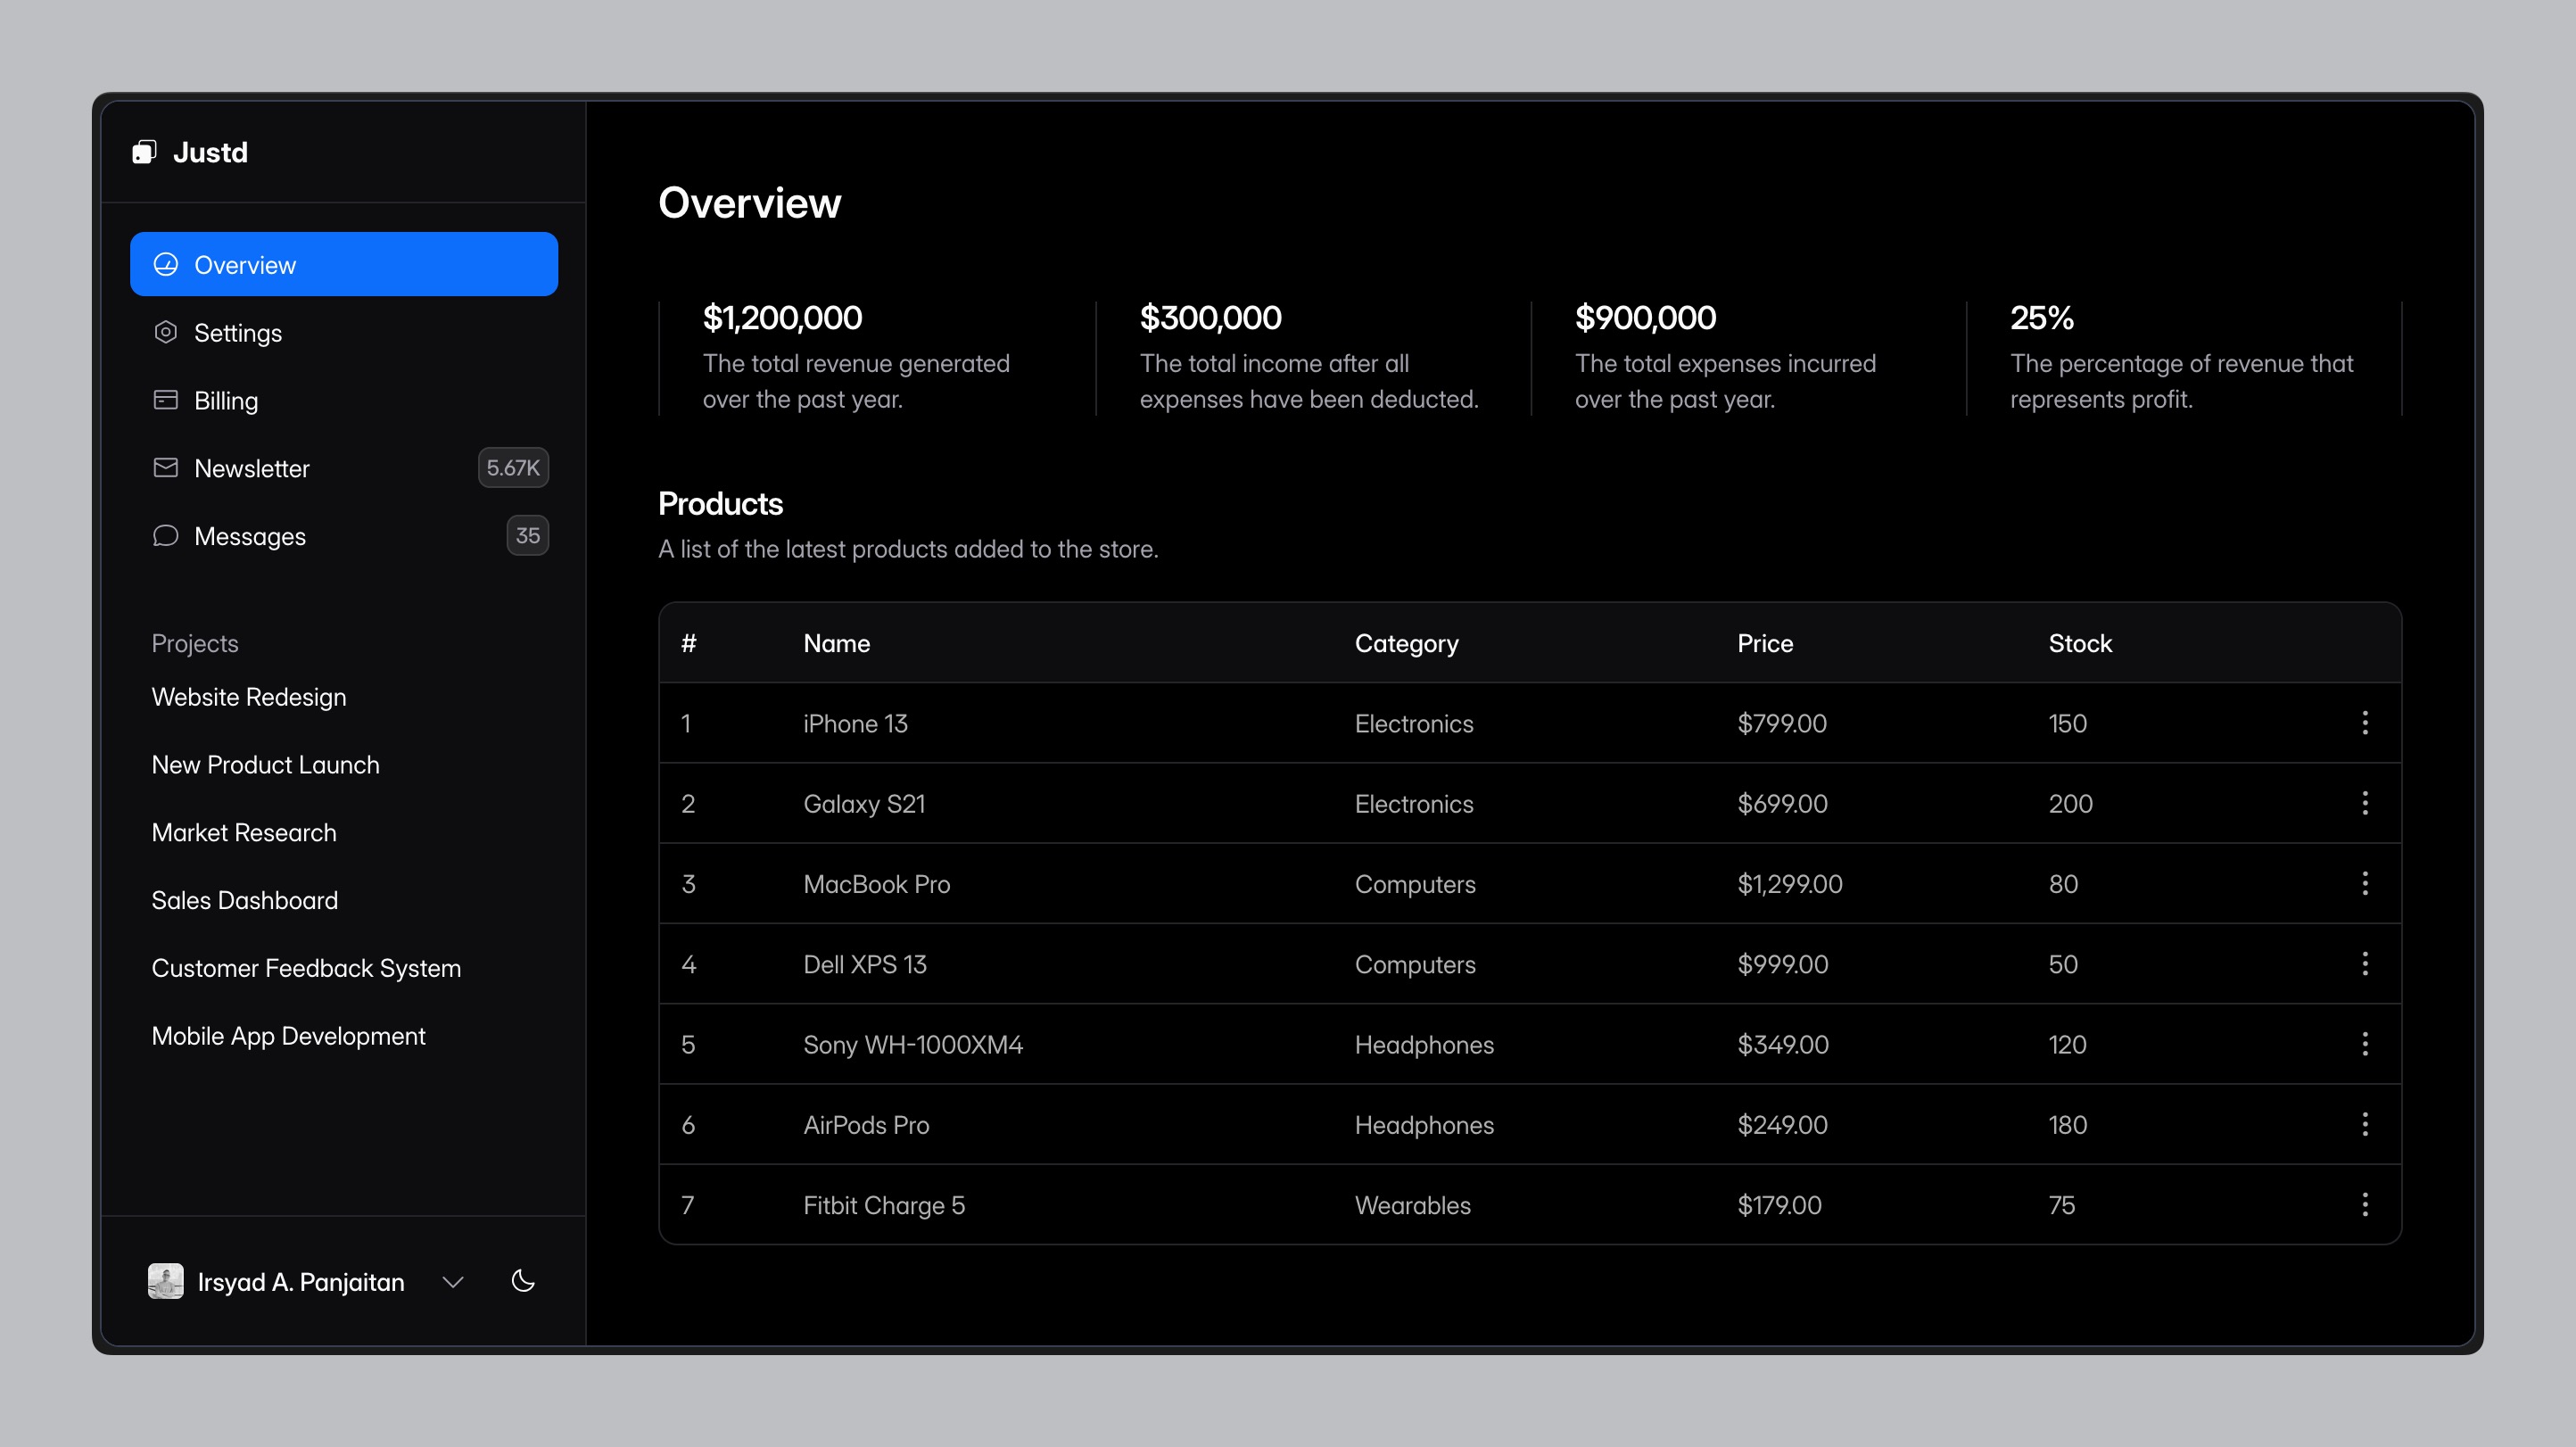 Justd
Overview
Settings
Billing
Newsletter 5.67K
Messages 35
Projects
Website Redesign
New Product Launch
Market Research
Sales Dashboard
Customer Feedback System
Mobile App Development
Irsyad A. Panjaitan
Overview
$1,200,000
The total revenue generated
over the past year.
$300,000
The total income after all
expenses have been deducted.
$900,000
The total expenses incurred
over the past year.
25%
The percentage of revenue that
represents profit.
Products
A list of the latest products added to the store.
# Name Category Price Stock
1 iPhone 13 Electronics $799.00 150
2 Galaxy S21 Electronics $699.00 200
3 MacBook Pro Computers $1,299.00 80
4 Dell XPS 13 Computers $999.00 50
5 Sony WH-1000XM4 Headphones $349.00 120
6 AirPods Pro Headphones $249.00 180
7 Fitbit Charge 5 Wearables $179.00 75